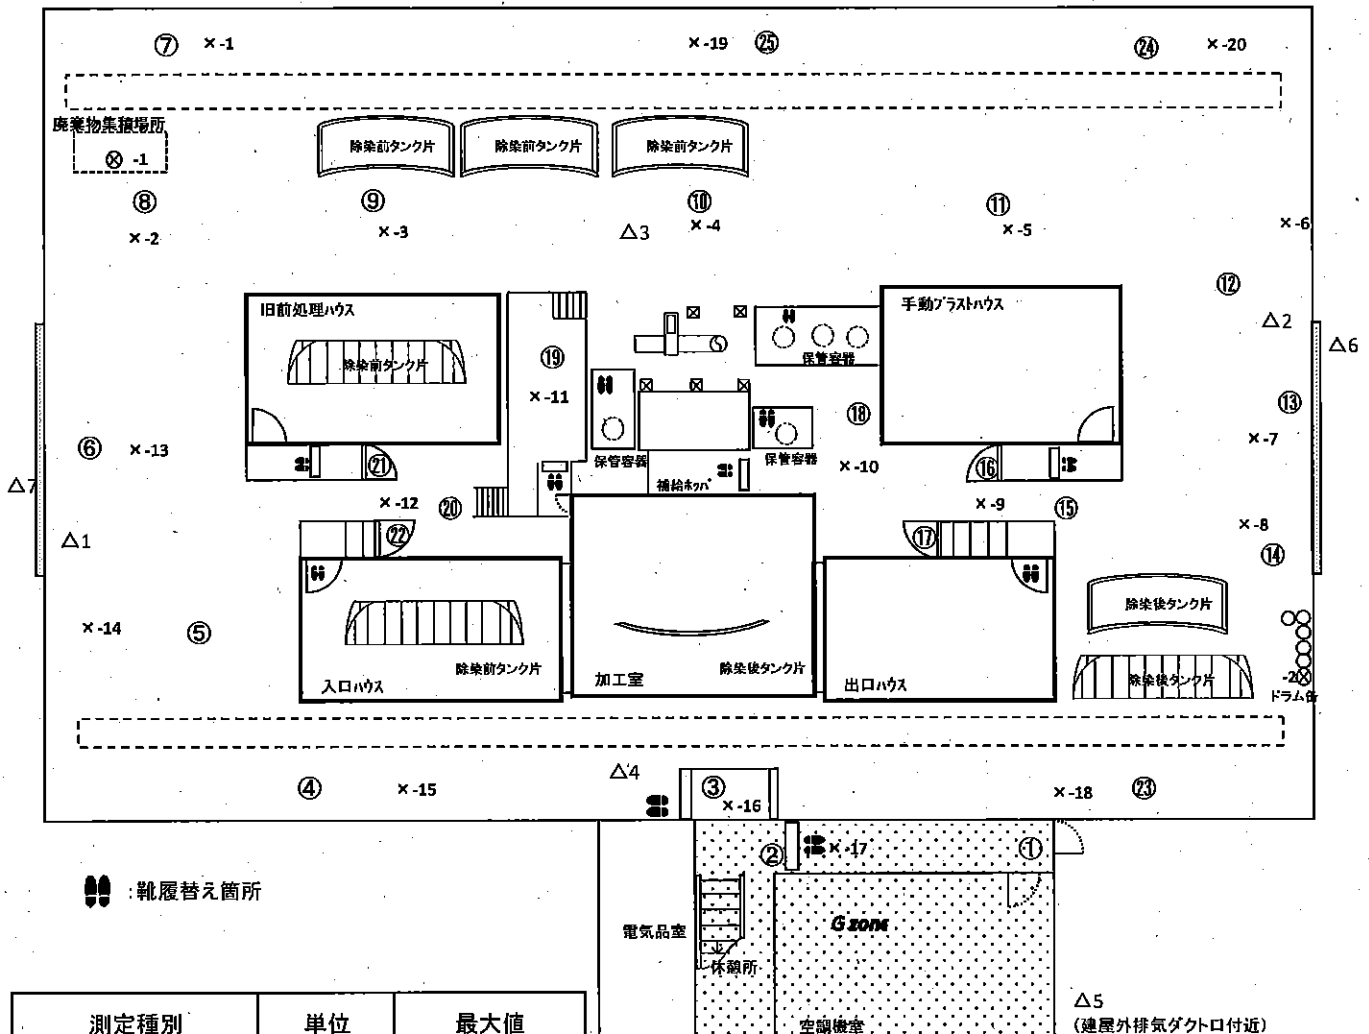 ⑦ ×-1 ×-19 ㉕ ㉔ ×-20
廃棄物集積場所
⊗ -1
除染前タンク片 除染前タンク片 除染前タンク片
⑧ ⑨ ⑩ ⑪
×-2 ×-3 △3 ×-4 ×-5 ×-6
⑫
旧前処理ハウス 手動ブラストハウス
△2 △6
除染前タンク片 ⑲ 保管容器
×-11 ⑱ ⑬
⑥ ×-13 ×-7
㉑ 保管容器 保管容器 ×-10 ⑯
△7 補給ホッパ
×-12 ⑳ ×-9 ⑮
△1 ㉒ ⑰ ×-8
⑭
除染後タンク片
×-14 ⑤
除染前タンク片 除染後タンク片 除染後タンク片 -2⊗
入口ハウス 加工室 出口ハウス ドラム缶
④ ×-15 △4 ③ ×-16 ×-18 ㉓
② ×-17 ①
:靴履替え箇所
電気品室 G zone
休憩所
△5
測定種別 単位 最大値 空調機室 (建屋外排気ダクト口付近)